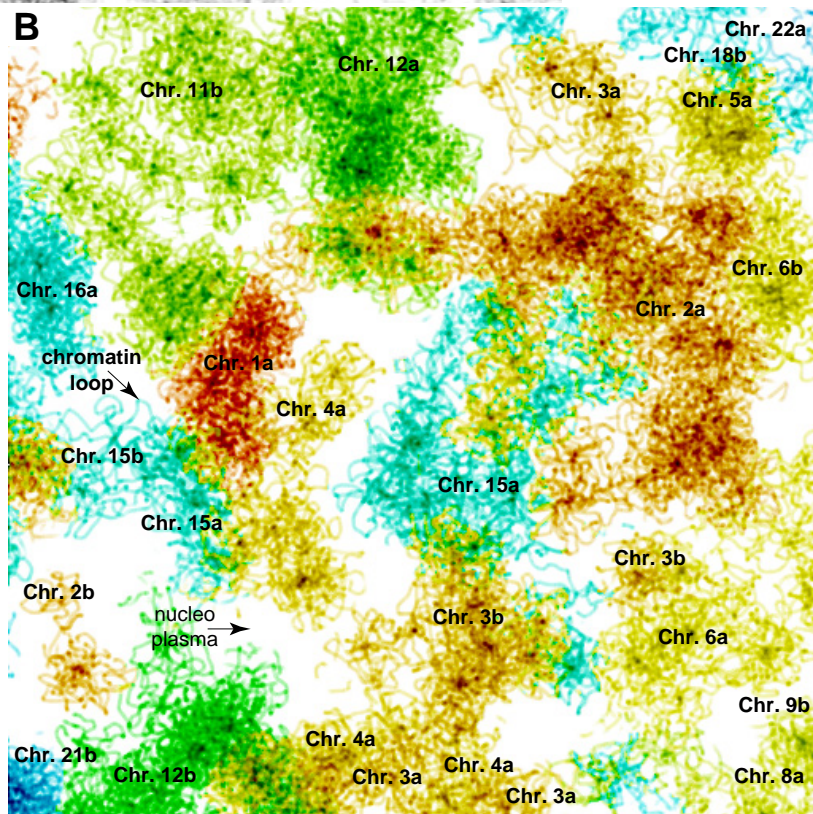 B
Chr. 22a
Chr. 18b
Chr. 12a
Chr. 11b
Chr. 3a
Chr. 5a
Chr. 6b
Chr. 16a
Chr. 2a
chromatin
loop
Chr. 1a
Chr. 4a
Chr. 15b
Chr. 15a
Chr. 15a
Chr. 3b
Chr. 2b
nucleo
plasma
Chr. 3b
Chr. 6a
Chr. 9b
Chr. 4a
Chr. 21b
Chr. 12b
Chr. 3a
Chr. 4a
Chr. 3a
Chr. 8a